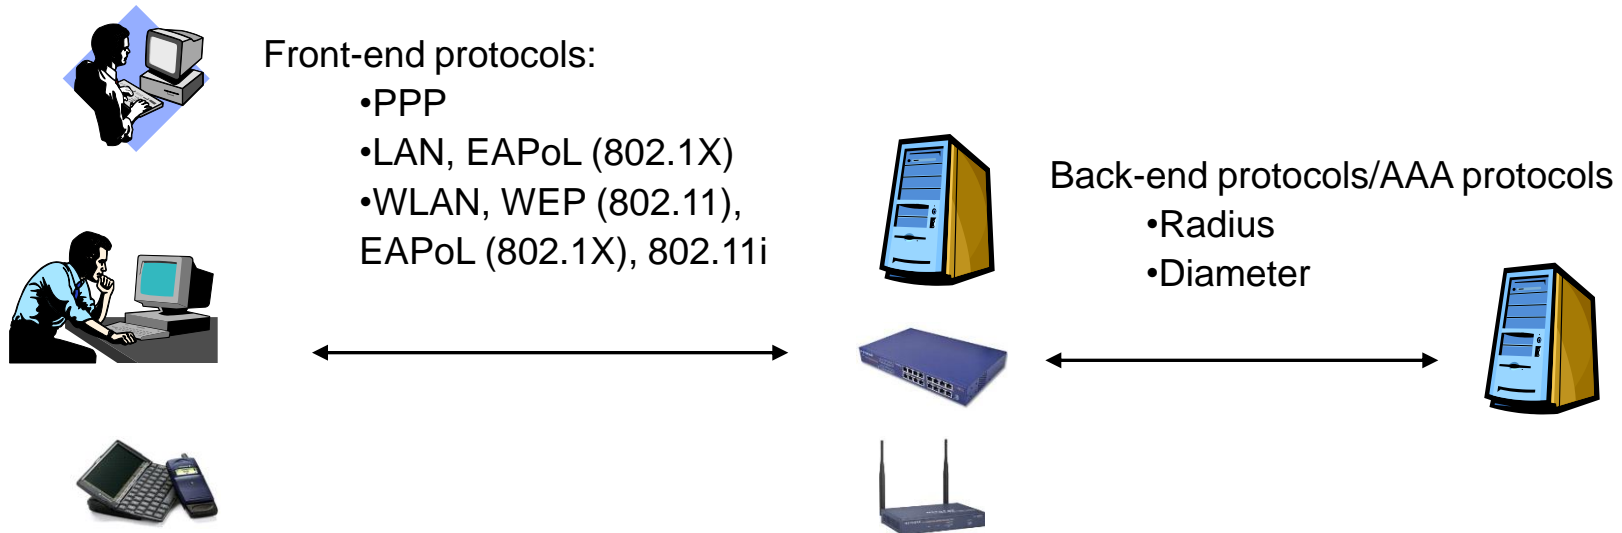 Front-end protocols:
•PPP
•LAN, EAPoL (802.1X)
•WLAN, WEP (802.11),
EAPoL (802.1X), 802.11i
Back-end protocols/AAA protocols
•Radius
•Diameter